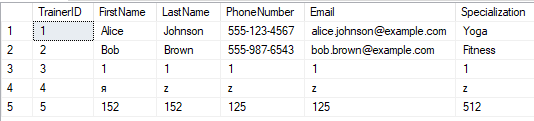 TrainerID FirstName LastName PhoneNumber Email Specialization
1 1 Alice Johnson 555-123-4567 alice.johnson@example.com Yoga
2 2 Bob Brown 555-987-6543 bob.brown@example.com Fitness
3 3 1 1 1 1 1
4 4 я z z z z
5 5 152 152 125 125 512